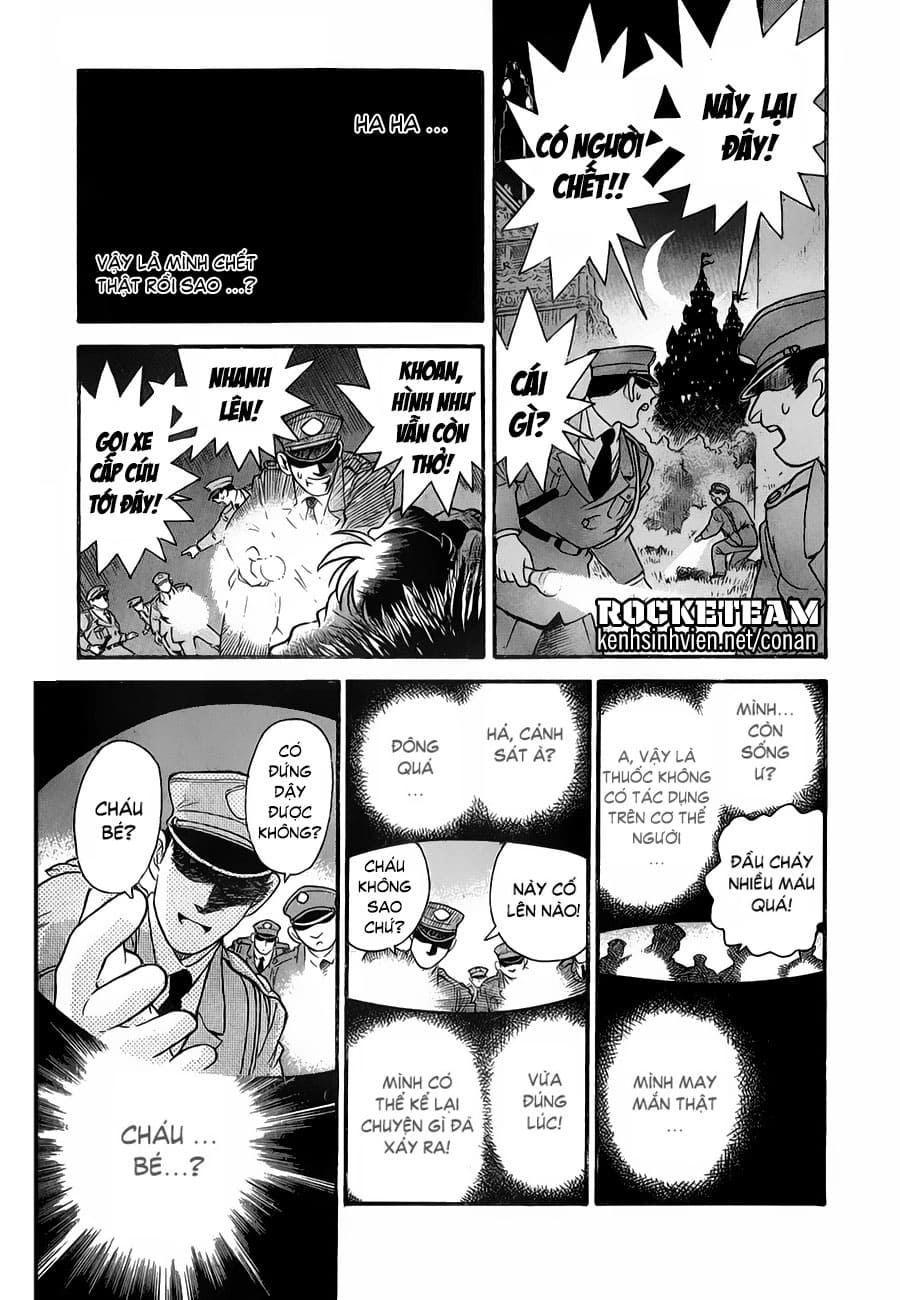 NÀY, LẠI
ĐÂY!
CÓ NGƯỜI
CHẾT!!
CÁI
GÌ?
ROCKETEAM
kenhsinhvien.net/conan
HA HA ...
VẬY LÀ MÌNH CHẾT
THẬT RỒI SAO ...?
KHOAN,
HÌNH NHƯ
VẪN CÒN
THỞ!
NHANH
LÊN!
GỌI XE
CẤP CỨU
TỚI ĐÂY!
MÌNH...
CÒN
SỐNG
Ư?
A, VẬY LÀ
THUỐC KHÔNG
CÓ TÁC DỤNG
TRÊN CƠ THỂ
NGƯỜI
...
ĐẦU CHẢY
NHIỀU MÁU
QUÁ!
MÌNH MAY
MẮN THẬT
...
HẢ, CẢNH
SÁT À?
ĐÔNG
QUÁ
...
NÀY CỐ
LÊN NÀO!
CHÁU
KHÔNG
SAO
CHỨ?
VỪA
ĐÚNG
LÚC!
MÌNH CÓ
THỂ KỂ LẠI
CHUYỆN GÌ ĐÃ
XẢY RA!
CÓ
ĐỨNG
DẬY
ĐƯỢC
KHÔNG?
CHÁU
BÉ?
CHÁU ...
BÉ...?